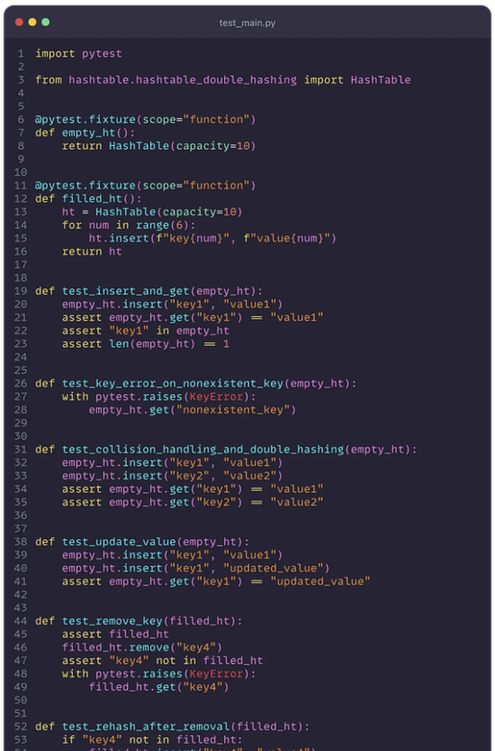 test_main.py
1 import pytest
2
3 from hashtable.hashtable_double_hashing import HashTable
4
5
6 @pytest.fixture(scope="function")
7 def empty_ht():
8     return HashTable(capacity=10)
9
10
11 @pytest.fixture(scope="function")
12 def filled_ht():
13     ht = HashTable(capacity=10)
14     for num in range(6):
15         ht.insert(f"key{num}", f"value{num}")
16     return ht
17
18
19 def test_insert_and_get(empty_ht):
20     empty_ht.insert("key1", "value1")
21     assert empty_ht.get("key1") == "value1"
22     assert "key1" in empty_ht
23     assert len(empty_ht) == 1
24
25
26 def test_key_error_on_nonexistent_key(empty_ht):
27     with pytest.raises(KeyError):
28         empty_ht.get("nonexistent_key")
29
30
31 def test_collision_handling_and_double_hashing(empty_ht):
32     empty_ht.insert("key1", "value1")
33     empty_ht.insert("key2", "value2")
34     assert empty_ht.get("key1") == "value1"
35     assert empty_ht.get("key2") == "value2"
36
37
38 def test_update_value(empty_ht):
39     empty_ht.insert("key1", "value1")
40     empty_ht.insert("key1", "updated_value")
41     assert empty_ht.get("key1") == "updated_value"
42
43
44 def test_remove_key(filled_ht):
45     assert filled_ht
46     filled_ht.remove("key4")
47     assert "key4" not in filled_ht
48     with pytest.raises(KeyError):
49         filled_ht.get("key4")
50
51
52 def test_rehash_after_removal(filled_ht):
53     if "key4" not in filled_ht: